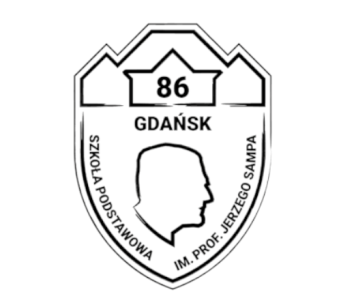 86
GDAŃSK
SZKOŁA PODSTAWOWA
IM. PROF. JERZEGO SAMPA